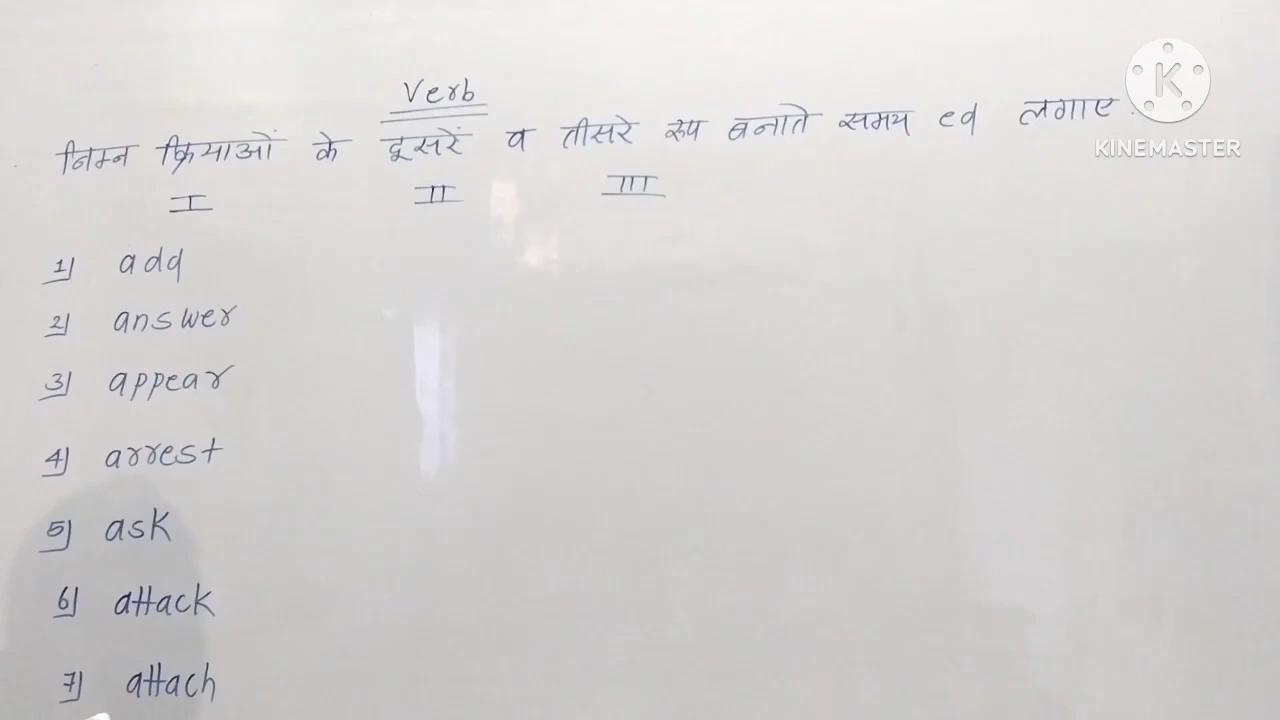 Verb
निम्न क्रियाओं के दूसरें व तीसरे रूप बनाते समय ed लगाए.
I II III
1) add
2) answer
3) appear
4) arrest
5) ask
6) attack
7) attach
K
KINEMASTER